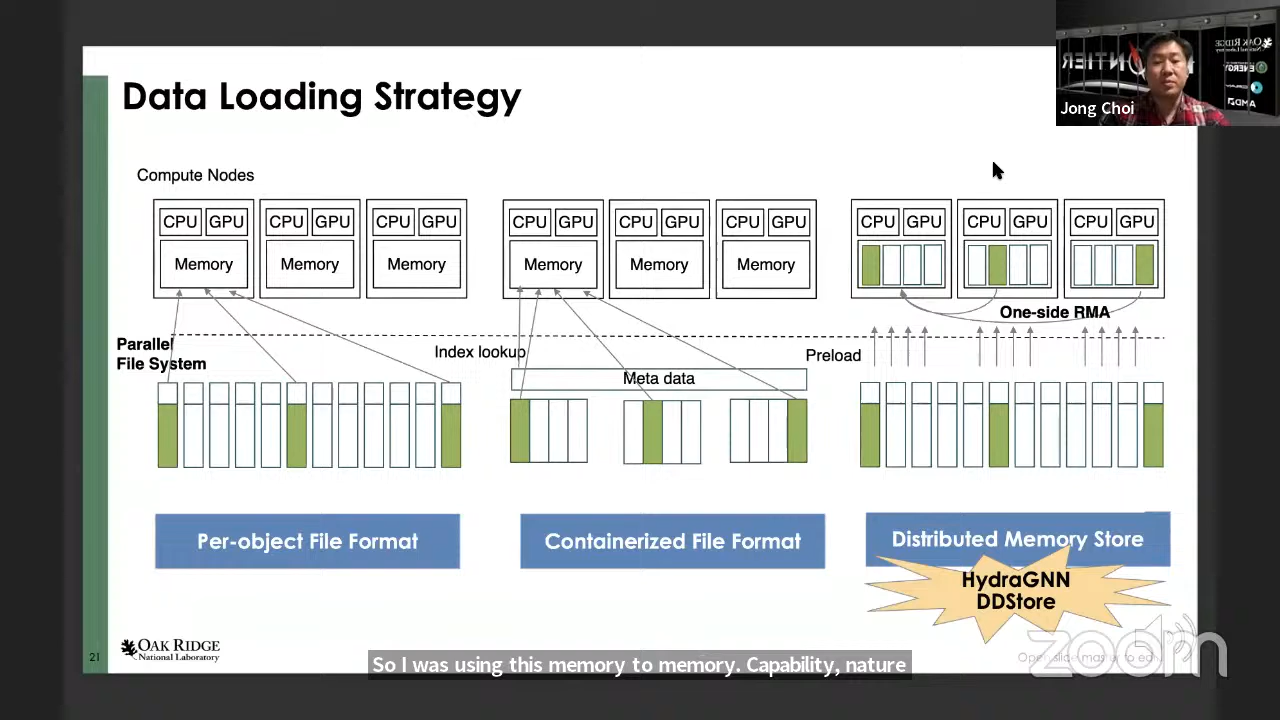 Data Loading Strategy
Jong Choi
Compute Nodes
CPU GPU CPU GPU CPU GPU
Memory Memory Memory
CPU GPU CPU GPU CPU GPU
Memory Memory Memory
CPU GPU CPU GPU CPU GPU
One-side RMA
Parallel
File System
Index lookup
Meta data
Preload
Per-object File Format
Containerized File Format
Distributed Memory Store
HydraGNN
DDStore
21
OAK RIDGE
National Laboratory
So I was using this memory to memory. Capability, nature
zoom